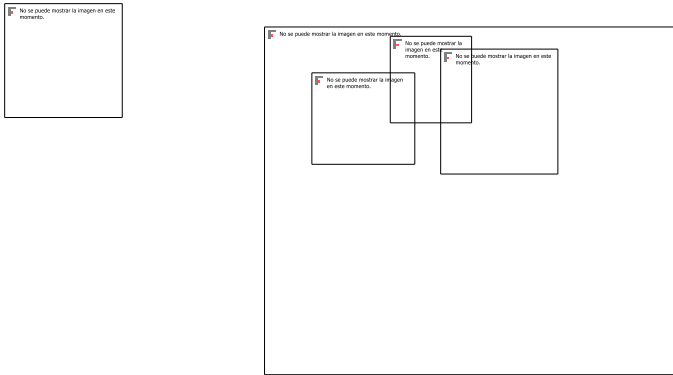 No se puede mostrar la imagen en este
momento.
No se puede mostrar la imagen en este momento.
No se puede mostrar la
imagen en este
momento.
No se puede mostrar la imagen en este
momento.
No se puede mostrar la imagen
en este momento.